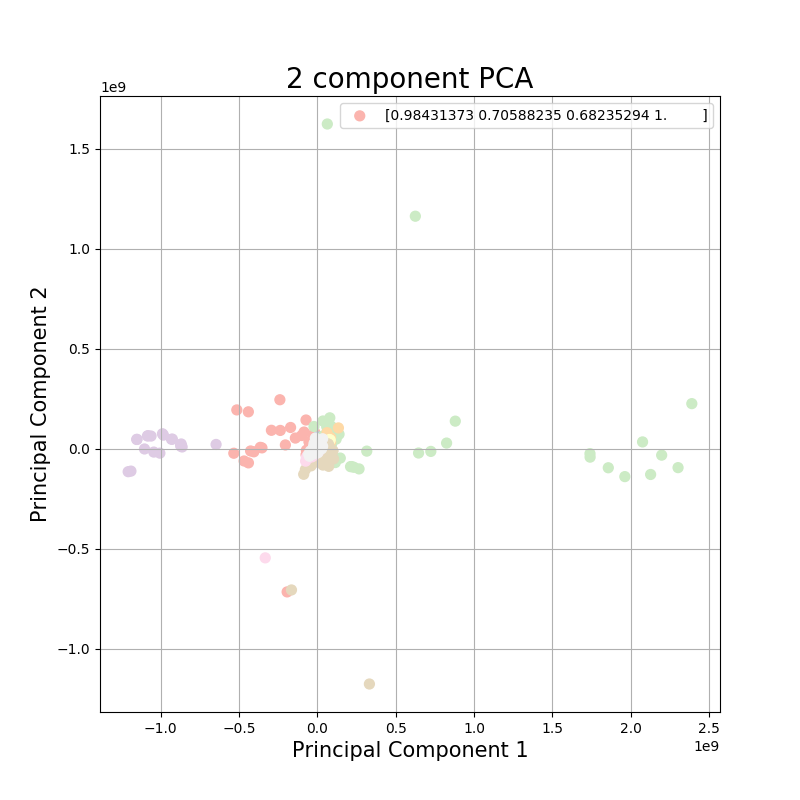 2 component PCA
1e9
[0.98431373 0.70588235 0.68235294 1. ]
1.5
1.0
0.5
0.0
−0.5
−1.0
Principal Component 2
−1.0 −0.5 0.0 0.5 1.0 1.5 2.0 2.5
1e9
Principal Component 1